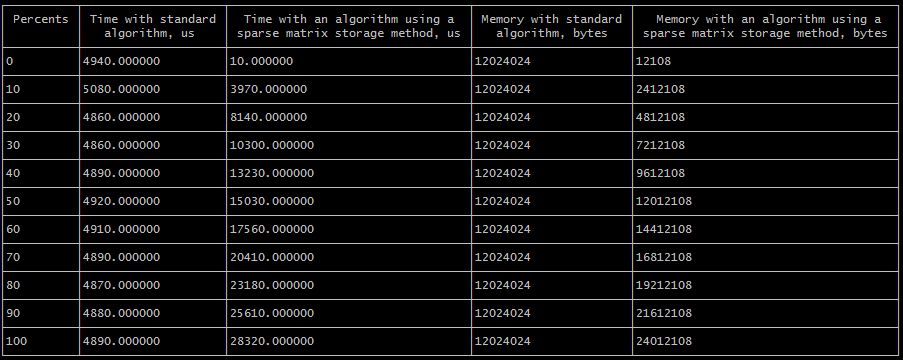 Percents Time with standard algorithm, us Time with an algorithm using a sparse matrix storage method, us Memory with standard algorithm, bytes Memory with an algorithm using a sparse matrix storage method, bytes
0 4940.000000 10.000000 12024024 12108
10 5080.000000 3970.000000 12024024 2412108
20 4860.000000 8140.000000 12024024 4812108
30 4860.000000 10300.000000 12024024 7212108
40 4890.000000 13230.000000 12024024 9612108
50 4920.000000 15030.000000 12024024 12012108
60 4910.000000 17560.000000 12024024 14412108
70 4890.000000 20410.000000 12024024 16812108
80 4870.000000 23180.000000 12024024 19212108
90 4880.000000 25610.000000 12024024 21612108
100 4890.000000 28320.000000 12024024 24012108